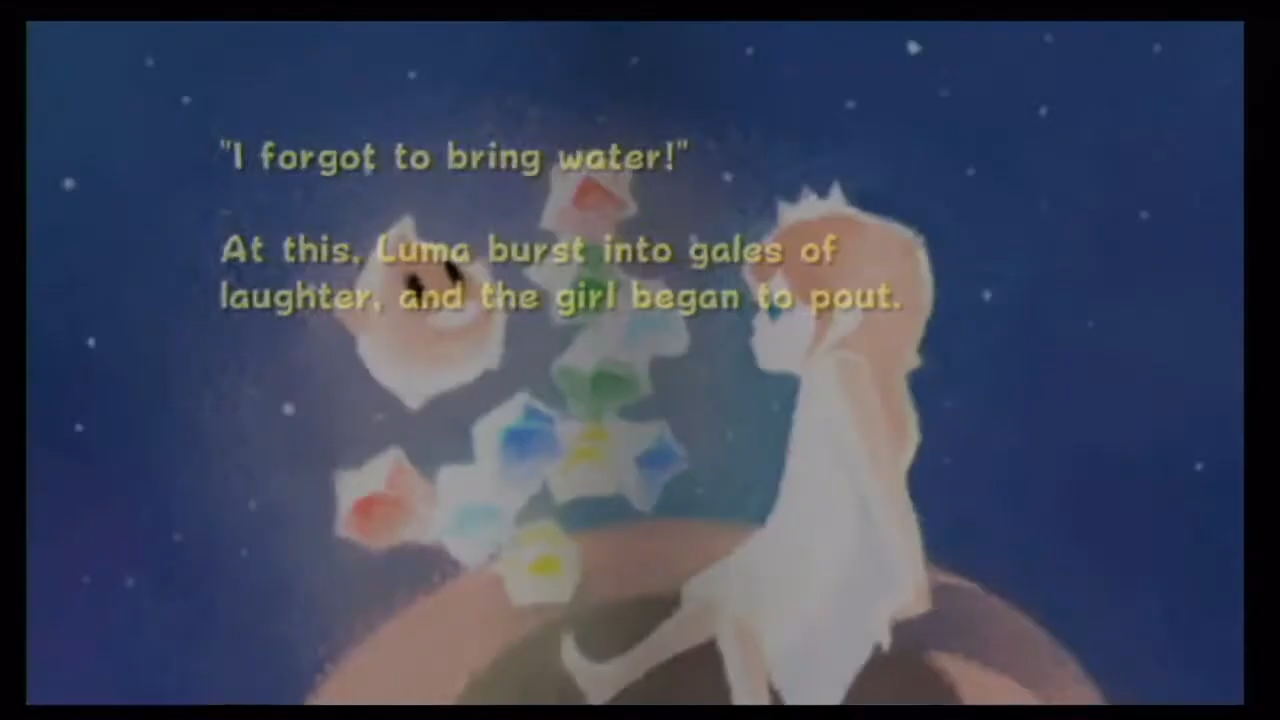 "I forgot to bring water!"
At this, Luma burst into gales of
laughter, and the girl began to pout.